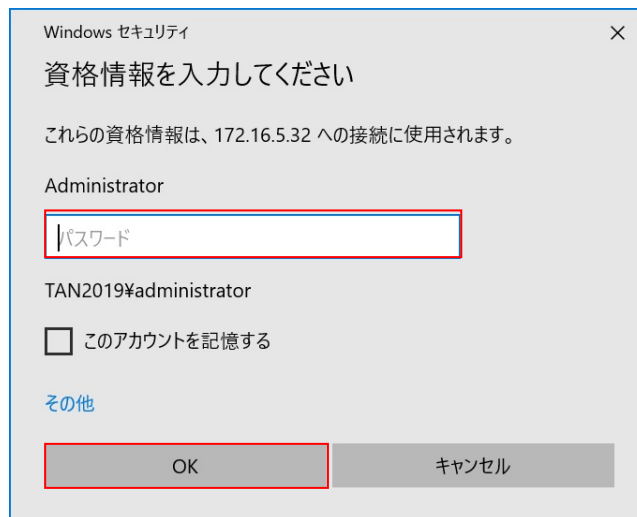 Windows セキュリティ
資格情報を入力してください
これらの資格情報は、172.16.5.32 への接続に使用されます。
Administrator
パスワード
TAN2019¥administrator
このアカウントを記憶する
その他
OK キャンセル